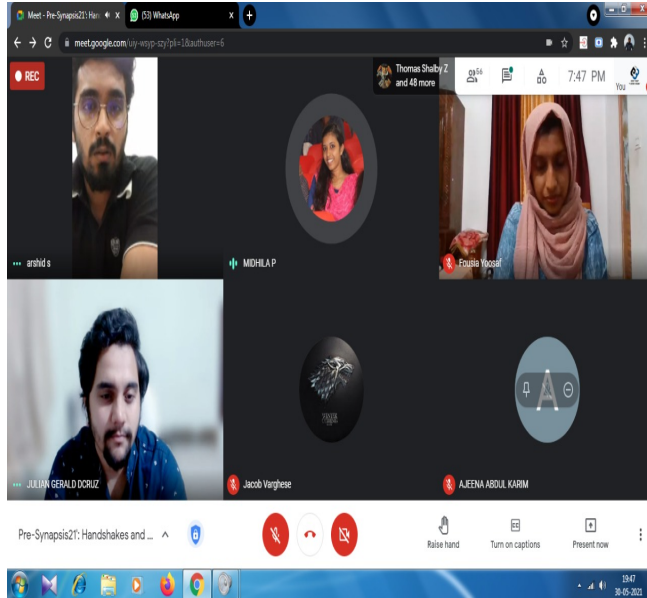 Meet - Pre-Synapsis21': Han
(53) WhatsApp
meet.google.com/uiy-wsyp-szy?pli=1&authuser=6
REC
Thomas Shalby Z
and 48 more
56
7:47 PM
You
arshid s
MIDHILA P
Fousia Yoosaf
JULIAN GERALD DCRUZ
Jacob Varghese
A
AJEENA ABDUL KARIM
Pre-Synapsis21': Handshakes and ...
Raise hand
Turn on captions
Present now
19:47
30-05-2021